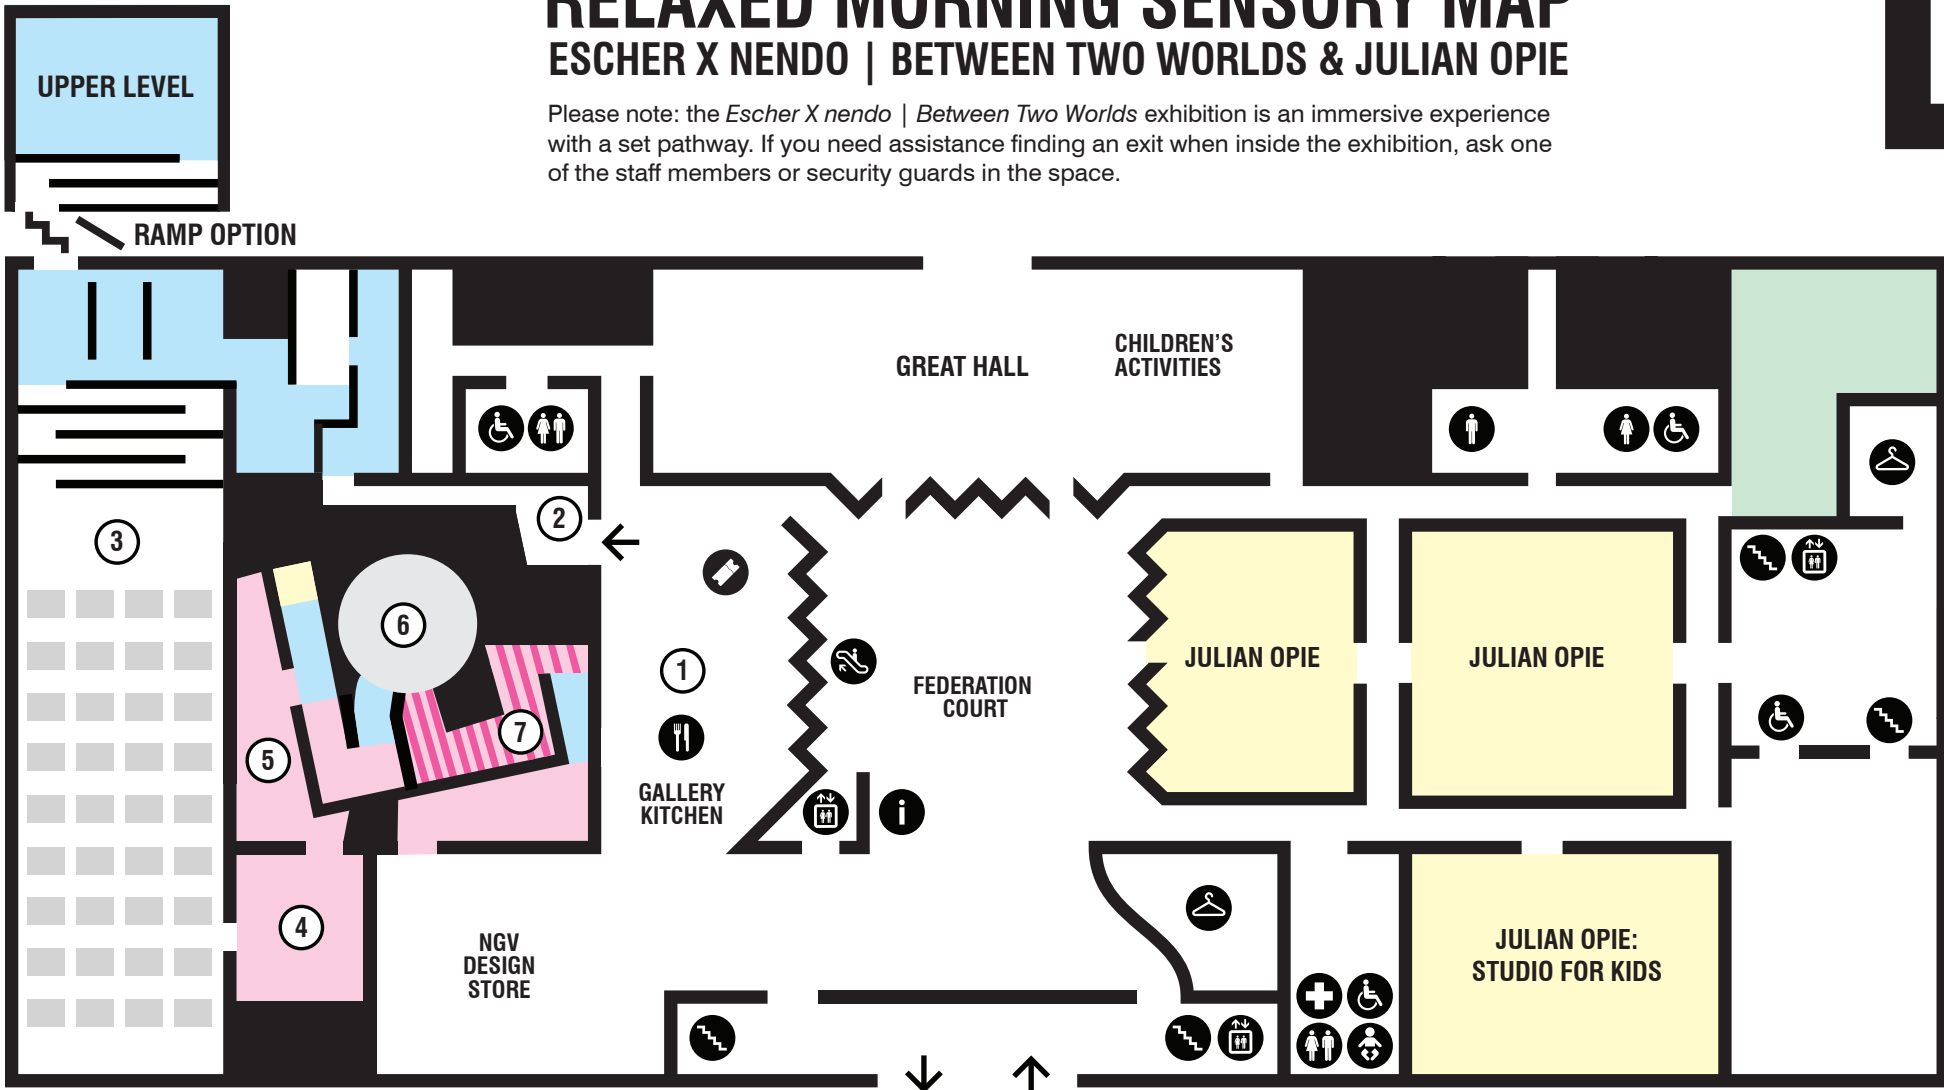 RELAXED MORNING SENSORY MAP
ESCHER X NENDO | BETWEEN TWO WORLDS & JULIAN OPIE
Please note: the Escher X nendo | Between Two Worlds exhibition is an immersive experience
with a set pathway. If you need assistance finding an exit when inside the exhibition, ask one
of the staff members or security guards in the space.
UPPER LEVEL
RAMP OPTION
GREAT HALL
CHILDREN'S
ACTIVITIES
2
3
6
1
JULIAN OPIE
JULIAN OPIE
FEDERATION
COURT
7
5
GALLERY
KITCHEN
i
4
NGV
DESIGN
STORE
JULIAN OPIE:
STUDIO FOR KIDS